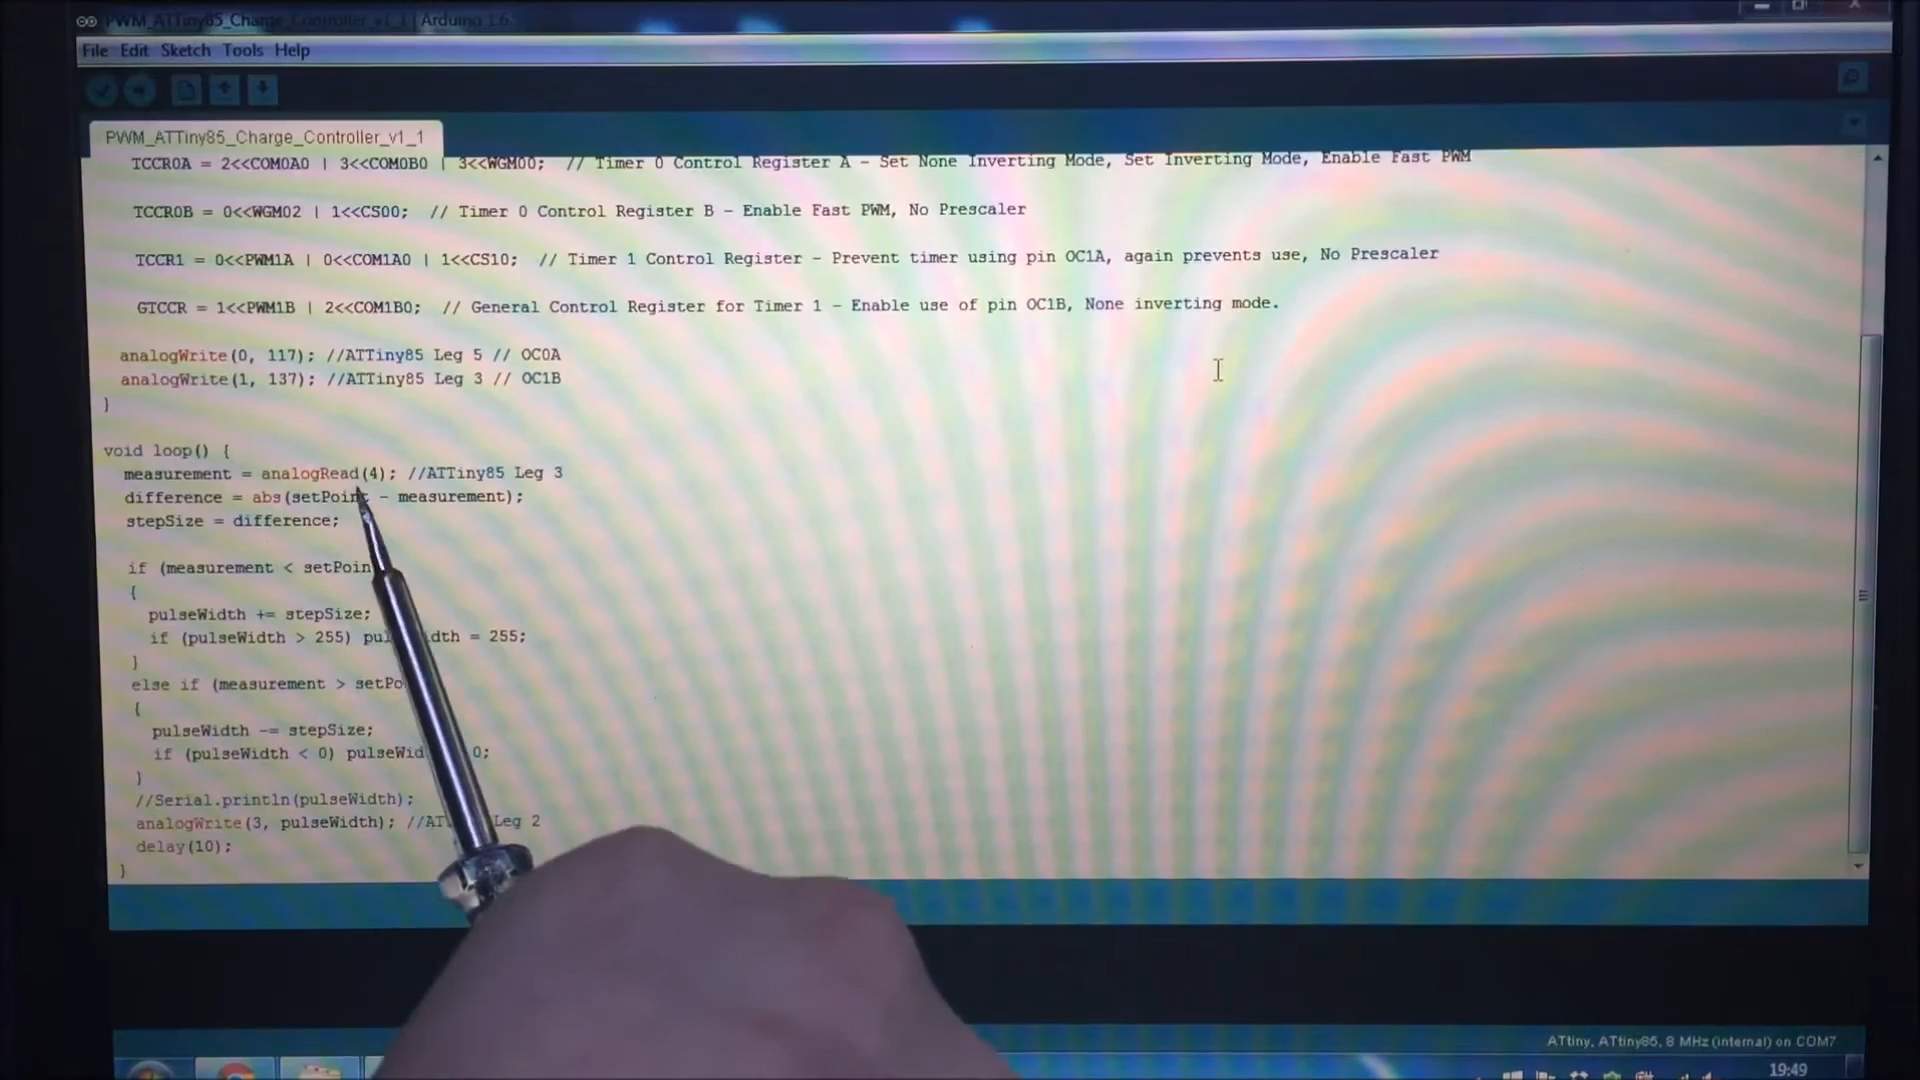 PWM_ATTiny85_Charge_Controller_v1_1 | Arduino 1.6.
File Edit Sketch Tools Help
PWM_ATTiny85_Charge_Controller_v1_1
TCCR0A = 2<<COM0A0 | 3<<COM0B0 | 3<<WGM00; // Timer 0 Control Register A - Set None Inverting Mode, Set Inverting Mode, Enable Fast PWM
TCCR0B = 0<<WGM02 | 1<<CS00; // Timer 0 Control Register B - Enable Fast PWM, No Prescaler
TCCR1 = 0<<PWM1A | 0<<COM1A0 | 1<<CS10; // Timer 1 Control Register - Prevent timer using pin OC1A, again prevents use, No Prescaler
GTCCR = 1<<PWM1B | 2<<COM1B0; // General Control Register for Timer 1 - Enable use of pin OC1B, None inverting mode.
analogWrite(0, 117); //ATTiny85 Leg 5 // OC0A
analogWrite(1, 137); //ATTiny85 Leg 3 // OC1B
}
void loop() {
measurement = analogRead(4); //ATTiny85 Leg 3
difference = abs(setPoint - measurement);
stepSize = difference;
if (measurement < setPoin
{
pulseWidth += stepSize;
if (pulseWidth > 255) pul dth = 255;
}
else if (measurement > setPo
{
pulseWidth -= stepSize;
if (pulseWidth < 0) pulseWid 0;
}
//Serial.println(pulseWidth);
analogWrite(3, pulseWidth); //AT Leg 2
delay(10);
}
ATtiny, ATtiny85, 8 MHz (internal) on COM7
19:49